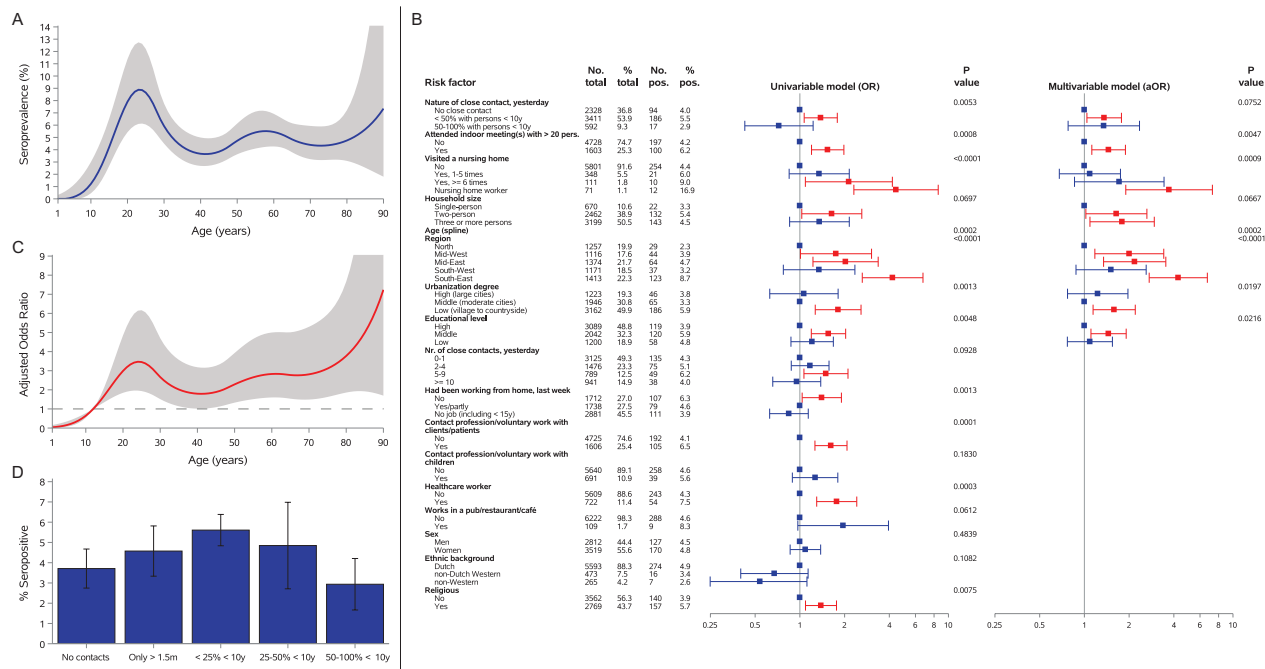 A
Seroprevalence (%)
14
13
12
11
10
9
8
7
6
5
4
3
2
1
0
1 10 20 30 40 50 60 70 80 90
Age (years)
C
Adjusted Odds Ratio
9
8
7
6
5
4
3
2
1
0
1 10 20 30 40 50 60 70 80 90
Age (years)
D
% Seropositive
8
7
6
5
4
3
2
1
0
No contacts Only > 1.5m < 25% < 10y 25-50% < 10y 50-100% < 10y
B
Risk factor No. total % total No. pos. % pos. Univariable model (OR) P value Multivariable model (aOR) P value
Nature of close contact, yesterday 0.0053 0.0752
No close contact 2328 36.8 94 4.0
< 50% with persons < 10y 3411 53.9 186 5.5
50-100% with persons < 10y 592 9.3 17 2.9
Attended indoor meeting(s) with > 20 pers. 0.0008 0.0047
No 4728 74.7 197 4.2
Yes 1603 25.3 100 6.2
Visited a nursing home <0.0001 0.0009
No 5801 91.6 254 4.4
Yes, 1-5 times 348 5.5 21 6.0
Yes, >= 6 times 111 1.8 10 9.0
Nursing home worker 71 1.1 12 16.9
Household size 0.0697 0.0667
Single-person 670 10.6 22 3.3
Two-person 2462 38.9 132 5.4
Three or more persons 3199 50.5 143 4.5
Age (spline) 0.0002 0.0002
Region <0.0001 <0.0001
North 1257 19.9 29 2.3
Mid-West 1116 17.6 44 3.9
Mid-East 1374 21.7 64 4.7
South-West 1171 18.5 37 3.2
South-East 1413 22.3 123 8.7
Urbanization degree 0.0013 0.0197
High (large cities) 1223 19.3 46 3.8
Middle (moderate cities) 1946 30.8 65 3.3
Low (village to countryside) 3162 49.9 186 5.9
Educational level 0.0048 0.0216
High 3089 48.8 119 3.9
Middle 2042 32.3 120 5.9
Low 1200 18.9 58 4.8
Nr. of close contacts, yesterday 0.0928
0-1 3125 49.3 135 4.3
2-4 1476 23.3 75 5.1
5-9 789 12.5 49 6.2
>= 10 941 14.9 38 4.0
Had been working from home, last week 0.0013
No 1712 27.0 107 6.3
Yes/partly 1738 27.5 79 4.6
No job (including < 15y) 2881 45.5 111 3.9
Contact profession/voluntary work with 0.0001
clients/patients
No 4725 74.6 192 4.1
Yes 1606 25.4 105 6.5
Contact profession/voluntary work with 0.1830
children
No 5640 89.1 258 4.6
Yes 691 10.9 39 5.6
Healthcare worker 0.0003
No 5609 88.6 243 4.3
Yes 722 11.4 54 7.5
Works in a pub/restaurant/café 0.0612
No 6222 98.3 288 4.6
Yes 109 1.7 9 8.3
Sex 0.4839
Men 2812 44.4 127 4.5
Women 3519 55.6 170 4.8
Ethnic background 0.1082
Dutch 5593 88.3 274 4.9
non-Dutch Western 473 7.5 16 3.4
non-Western 265 4.2 7 2.6
Religious 0.0075
No 3562 56.3 140 3.9
Yes 2769 43.7 157 5.7
0.25 0.5 1 2 4 6 8 10 0.25 0.5 1 2 4 6 8 10